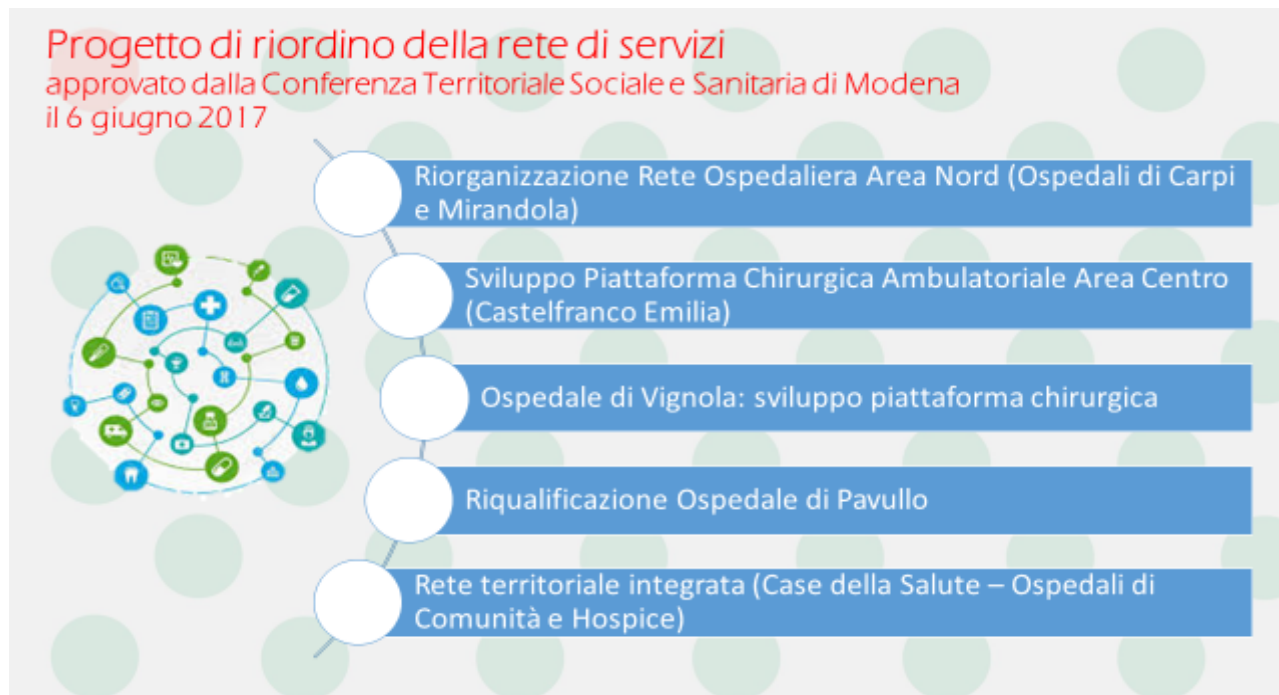 Progetto di riordino della rete di servizi
approvato dalla Conferenza Territoriale Sociale e Sanitaria di Modena
il 6 giugno 2017
Riorganizzazione Rete Ospedaliera Area Nord (Ospedali di Carpi
e Mirandola)
Sviluppo Piattaforma Chirurgica Ambulatoriale Area Centro
(Castelfranco Emilia)
Ospedale di Vignola: sviluppo piattaforma chirurgica
Riqualificazione Ospedale di Pavullo
Rete territoriale integrata (Case della Salute – Ospedali di
Comunità e Hospice)